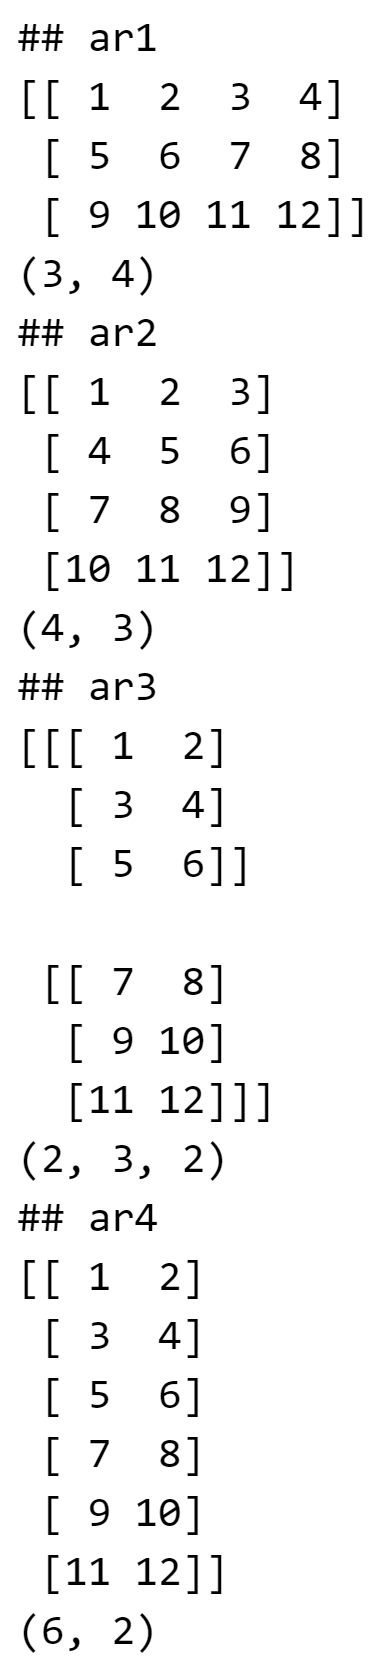 ## ar1
[[ 1  2  3  4]
 [ 5  6  7  8]
 [ 9 10 11 12]]
(3, 4)
## ar2
[[ 1  2  3]
 [ 4  5  6]
 [ 7  8  9]
 [10 11 12]]
(4, 3)
## ar3
[[[ 1  2]
  [ 3  4]
  [ 5  6]]

 [[ 7  8]
  [ 9 10]
  [11 12]]]
(2, 3, 2)
## ar4
[[ 1  2]
 [ 3  4]
 [ 5  6]
 [ 7  8]
 [ 9 10]
 [11 12]]
(6, 2)